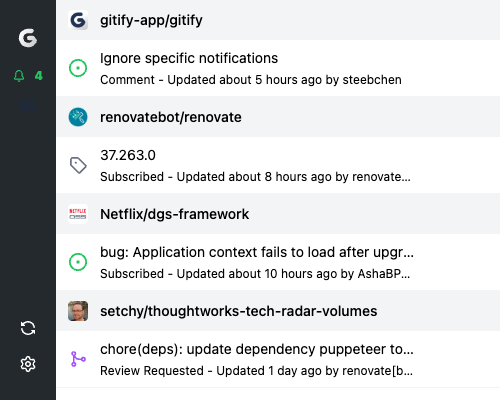 gitify-app/gitify
4
Ignore specific notifications
Comment - Updated about 5 hours ago by steebchen
renovatebot/renovate
37.263.0
Subscribed - Updated about 8 hours ago by renovate...
NETFLIX
OSS
Netflix/dgs-framework
bug: Application context fails to load after upgr...
Subscribed - Updated about 10 hours ago by AshaBP...
setchy/thoughtworks-tech-radar-volumes
chore(deps): update dependency puppeteer to...
Review Requested - Updated 1 day ago by renovate[b...